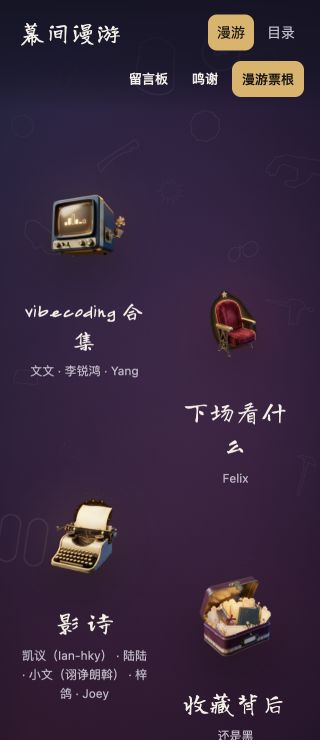 幕间漫游
漫游
目录
留言板
鸣谢
漫游票根
vibecoding 合
集
文文 · 李锐鸿 · Yang
下场看什
么
Felix
影诗
凯议（Ian-hky） · 陆陆
· 小文（诩诤朗斡） · 梓
鸽 · Joey
收藏背后
还是黑